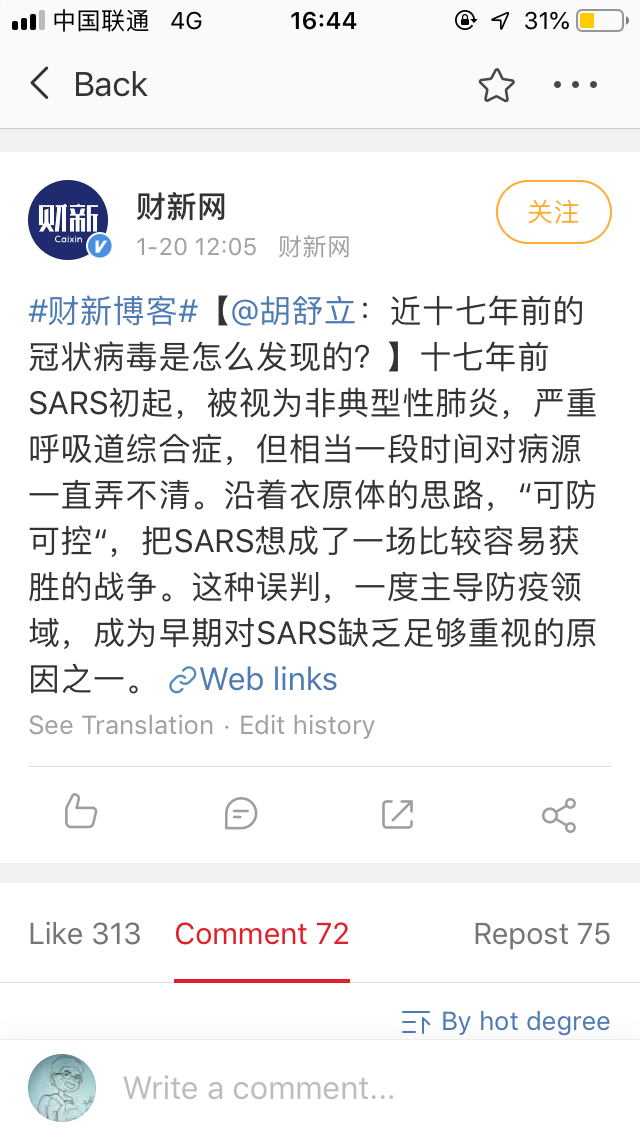 中国联通 4G 16:44 31%
Back
财新
Caixin
财新网
1-20 12:05 财新网
关注
#财新博客#【@胡舒立：近十七年前的
冠状病毒是怎么发现的？】十七年前
SARS初起，被视为非典型性肺炎，严重
呼吸道综合症，但相当一段时间对病源
一直弄不清。沿着衣原体的思路，“可防
可控“，把SARS想成了一场比较容易获
胜的战争。这种误判，一度主导防疫领
域，成为早期对SARS缺乏足够重视的原
因之一。 Web links
See Translation · Edit history
Like 313 Comment 72 Repost 75
By hot degree
Write a comment...